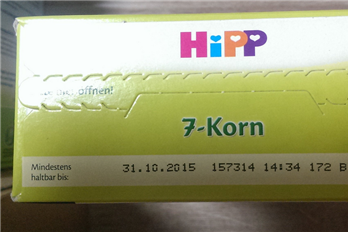 HiPP
öffnen!
7-Korn
Mindestens
haltbar bis:
31.10.2015 157314 14:34 172 B